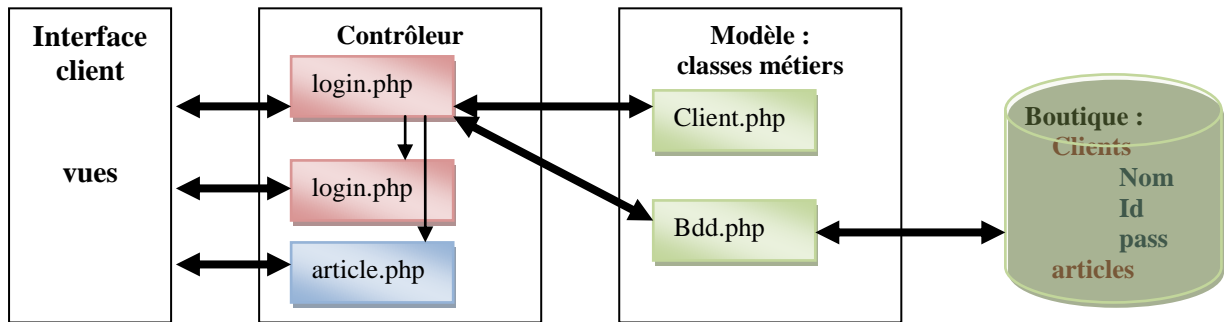 Interface
client
vues
Contrôleur
login.php
login.php
article.php
Modèle :
classes métiers
Client.php
Bdd.php
Boutique :
Clients
Nom
Id
pass
articles